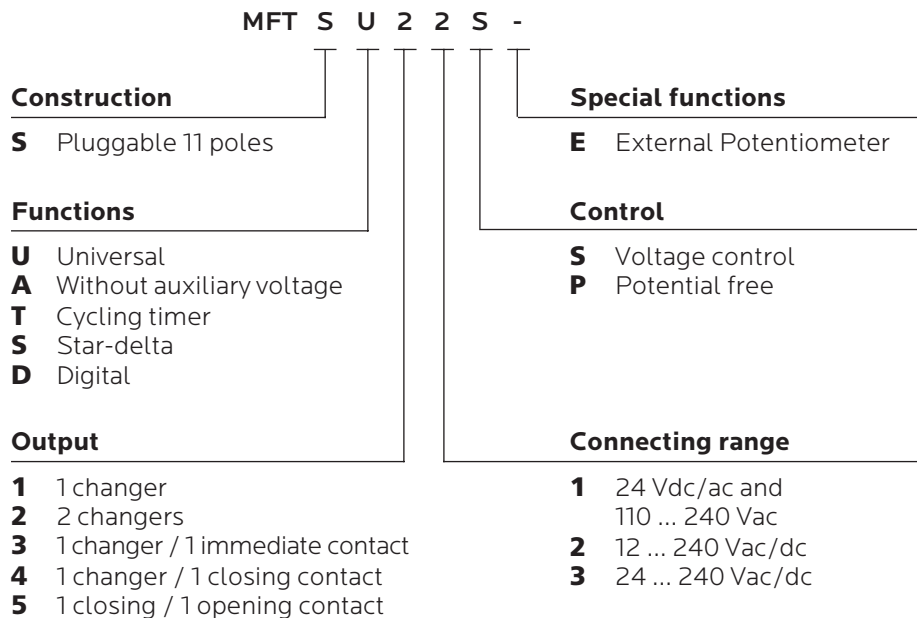 MFT S U 2 2 S -
Construction
S Pluggable 11 poles
Functions
U Universal
A Without auxiliary voltage
T Cycling timer
S Star-delta
D Digital
Output
1 1 changer
2 2 changers
3 1 changer / 1 immediate contact
4 1 changer / 1 closing contact
5 1 closing / 1 opening contact
Special functions
E External Potentiometer
Control
S Voltage control
P Potential free
Connecting range
1 24 Vdc/ac and
110 ... 240 Vac
2 12 ... 240 Vac/dc
3 24 ... 240 Vac/dc